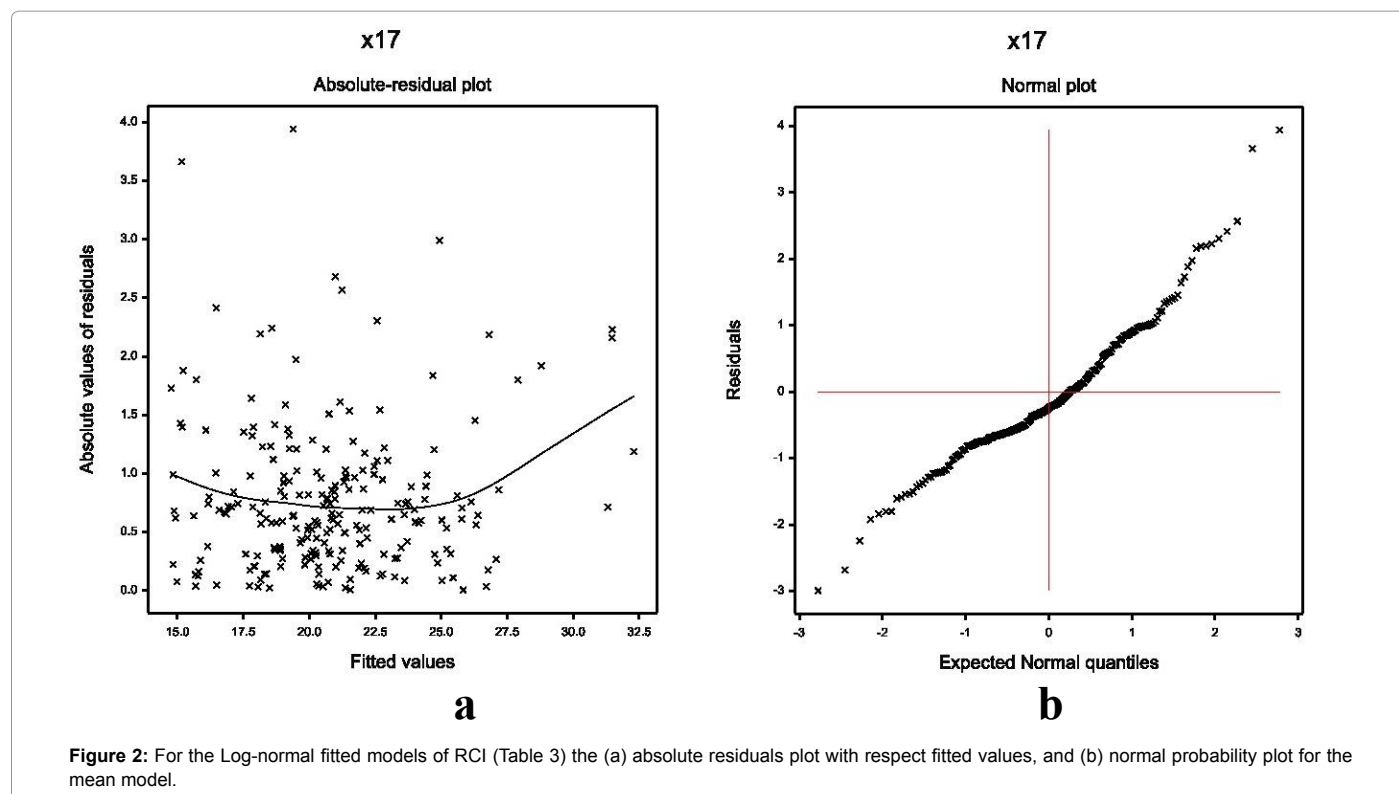 x17
Absolute-residual plot
Absolute values of residuals
4.0
3.5
3.0
2.5
2.0
1.5
1.0
0.5
0.0
15.0 17.5 20.0 22.5 25.0 27.5 30.0 32.5
Fitted values
a
x17
Normal plot
Residuals
4
3
2
1
0
-1
-2
-3
-3 -2 -1 0 1 2 3
Expected Normal quantiles
b
Figure 2: For the Log-normal fitted models of RCI (Table 3) the (a) absolute residuals plot with respect fitted values, and (b) normal probability plot for the
mean model.